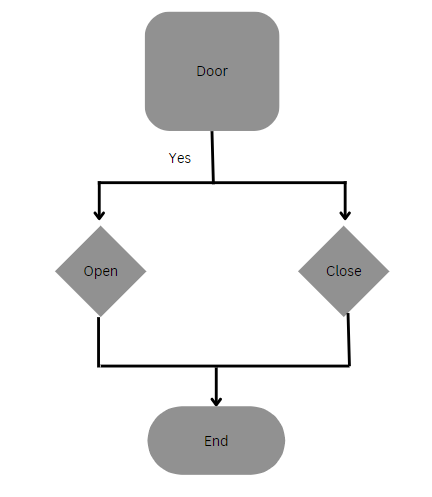 Door
Yes
Open
Close
End